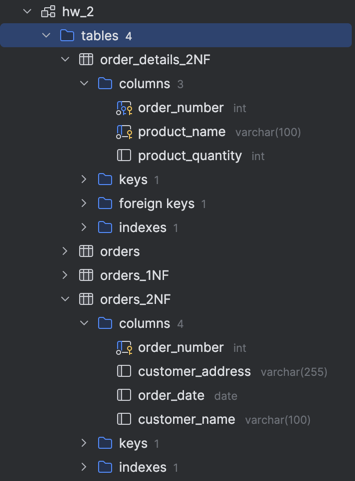 hw_2
tables 4
order_details_2NF
columns 3
order_number int
product_name varchar(100)
product_quantity int
keys 1
foreign keys 1
indexes 1
orders
orders_1NF
orders_2NF
columns 4
order_number int
customer_address varchar(255)
order_date date
customer_name varchar(100)
keys 1
indexes 1